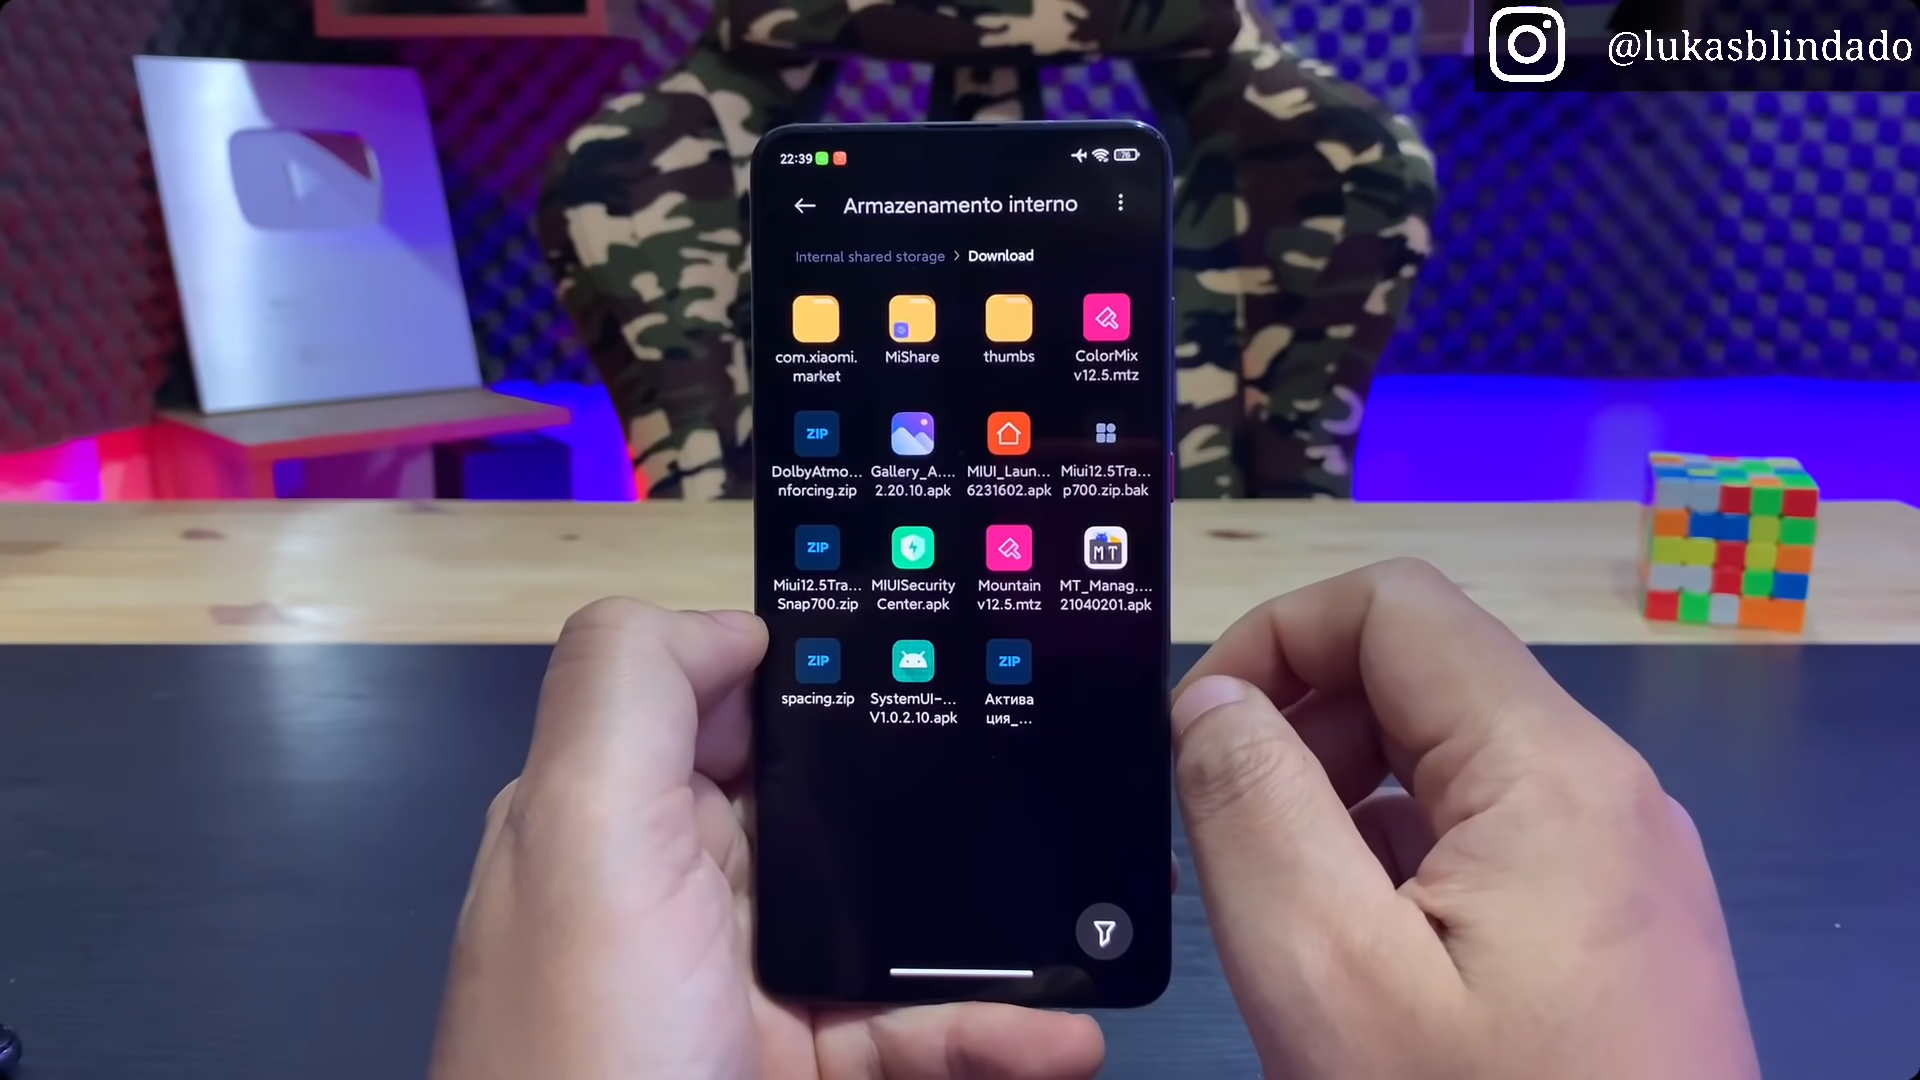 @lukasblindado
22:39
76
Armazenamento interno
Internal shared storage > Download
com.xiaomi.
market
MiShare
thumbs
ColorMix
v12.5.mtz
ZIP
DolbyAtmo...
nforcing.zip
Gallery_A....
2.20.10.apk
MIUI_Laun...
6231602.apk
Miui12.5Tra...
p700.zip.bak
ZIP
Miui12.5Tra...
Snap700.zip
MIUISecurity
Center.apk
Mountain
v12.5.mtz
MT
MT_Manag....
21040201.apk
ZIP
spacing.zip
SystemUI-...
V1.0.2.10.apk
ZIP
Актива
ция_...